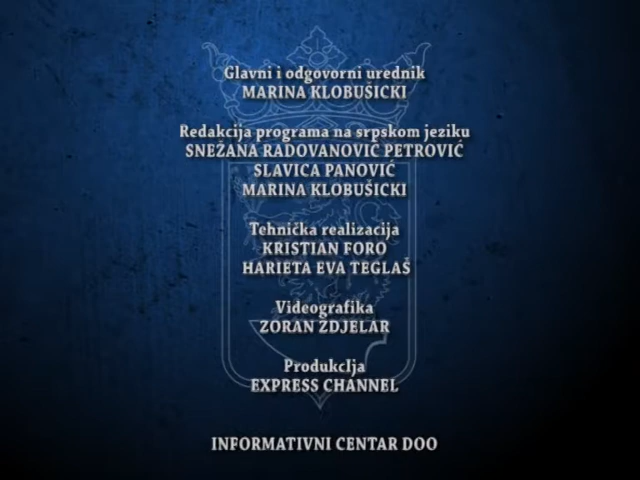 Glavni i odgovorni urednik
MARINA KLOBUŠICKI
Redakcija programa na srpskom jeziku
SNEŽANA RADOVANOVIĆ PETROVIĆ
SLAVICA PANOVIĆ
MARINA KLOBUŠICKI
Tehnička realizacija
KRISTIAN FORO
HARIETA EVA TEGLAŠ
Videografika
ZORAN ZDJELAR
ProdukcIja
EXPRESS CHANNEL
INFORMATIVNI CENTAR DOO